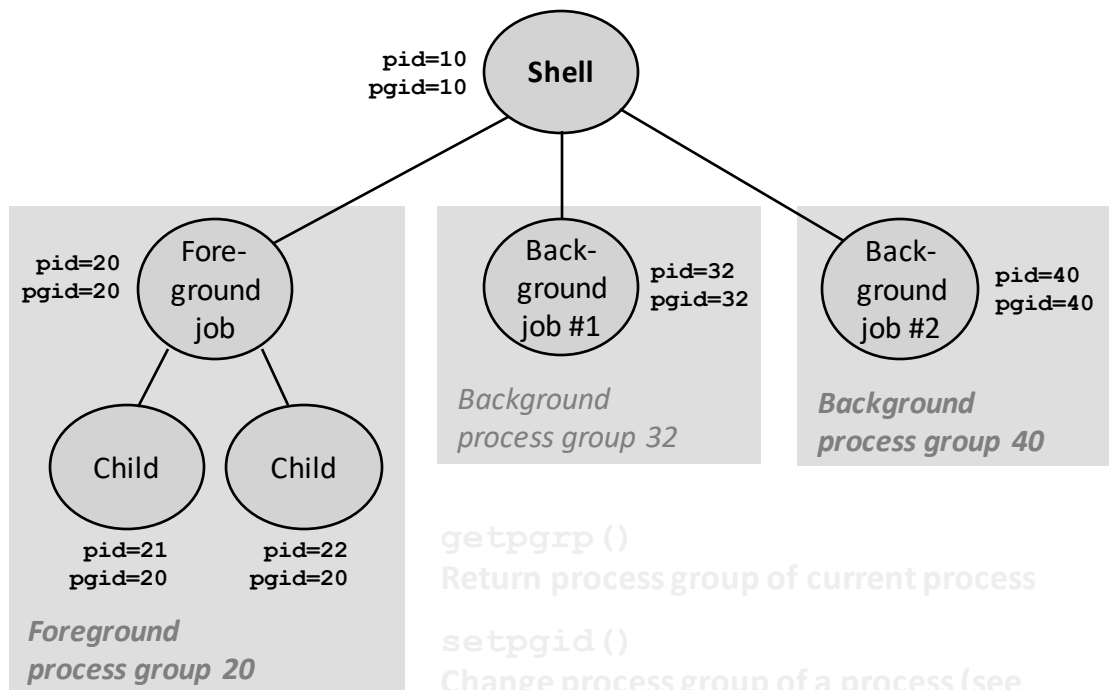 pid=10
pgid=10
Shell
pid=20
pgid=20
Fore-
ground
job
Back-
ground
job #1
pid=32
pgid=32
Back-
ground
job #2
pid=40
pgid=40
Child
Child
pid=21
pgid=20
pid=22
pgid=20
Foreground
process group 20
Background
process group 32
Background
process group 40
getpgrp()
Return process group of current process
setpgid()
Change process group of a process (see